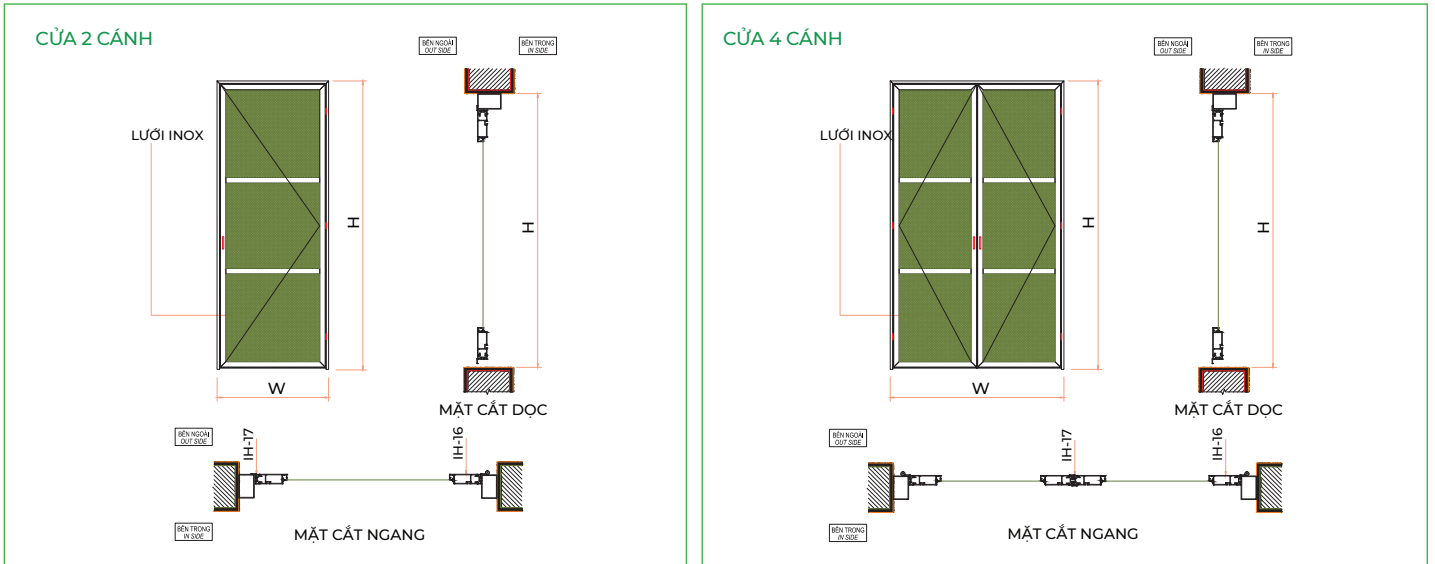 CỬA 2 CÁNH
BÊN NGOÀI
OUT SIDE
BÊN TRONG
IN SIDE
LƯỚI INOX
H
H
W
MẶT CẮT DỌC
BÊN NGOÀI
OUT SIDE
IH-17
IH-16
BÊN TRONG
IN SIDE
MẶT CẮT NGANG
CỬA 4 CÁNH
BÊN NGOÀI
OUT SIDE
BÊN TRONG
IN SIDE
LƯỚI INOX
H
H
W
MẶT CẮT DỌC
BÊN NGOÀI
OUT SIDE
IH-17
IH-16
BÊN TRONG
IN SIDE
MẶT CẮT NGANG